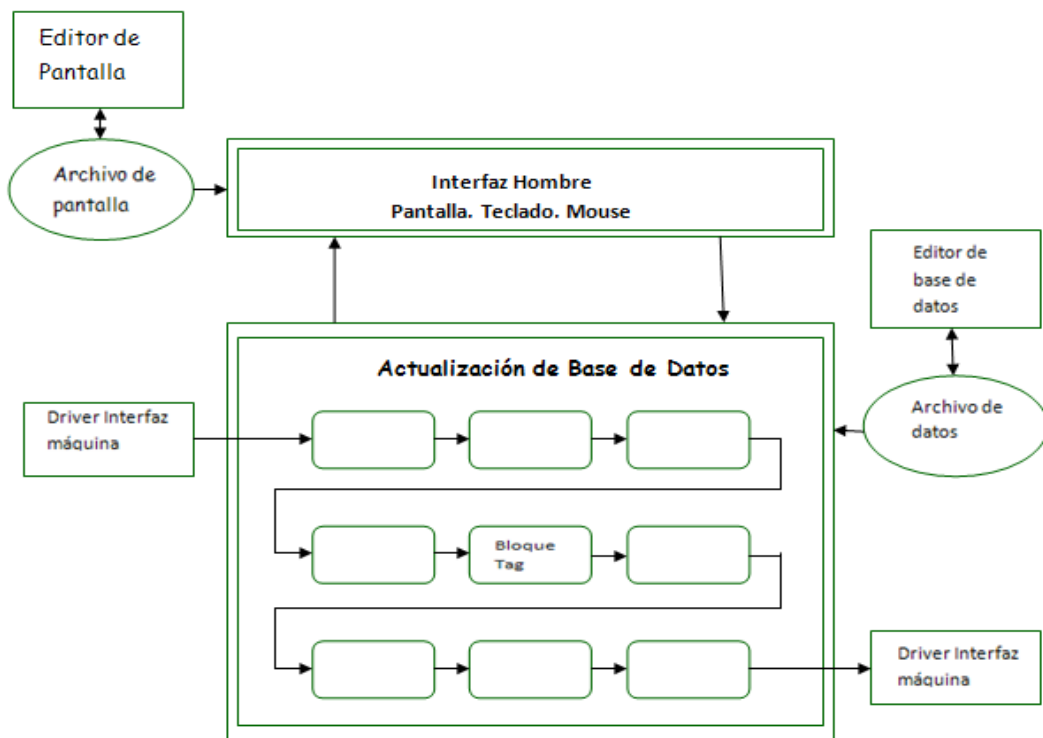 Editor de
Pantalla
Archivo de
pantalla
Interfaz Hombre
Pantalla. Teclado. Mouse
Editor de
base de
datos
Actualización de Base de Datos
Driver Interfaz
máquina
Archivo de
datos
Bloque
Tag
Driver Interfaz
máquina